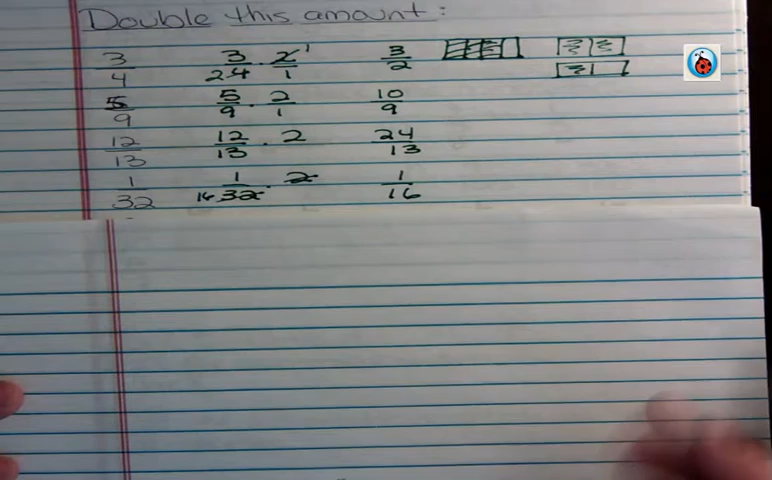 Double this amount:
3/4 3/2·4 · 2/1 1 3/2
5/9 5/9 · 2/1 10/9
12/13 12/13 · 2 24/13
1/32 1/16 32 · 2 1/16